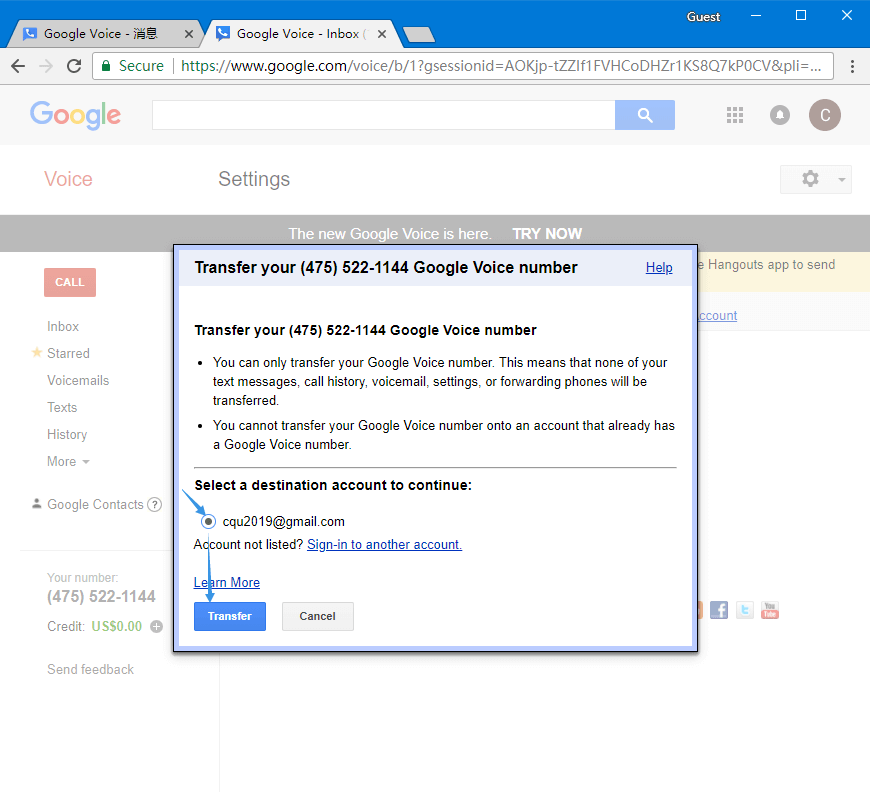 Guest
Google Voice - 消息
Google Voice - Inbox (
Secure
https://www.google.com/voice/b/1?gsessionid=AOKjp-tZZIf1FVHCoDHZr1KS8Q7kP0CV&pli=...
Google
C
Voice
Settings
The new Google Voice is here. TRY NOW
Transfer your (475) 522-1144 Google Voice number
Help
e Hangouts app to send
ccount
CALL
Inbox
Starred
Voicemails
Texts
History
More
Google Contacts ?
Your number:
(475) 522-1144
Credit: US$0.00
Send feedback
Transfer your (475) 522-1144 Google Voice number
• You can only transfer your Google Voice number. This means that none of your
text messages, call history, voicemail, settings, or forwarding phones will be
transferred.
• You cannot transfer your Google Voice number onto an account that already has
a Google Voice number.
Select a destination account to continue:
cqu2019@gmail.com
Account not listed? Sign-in to another account.
Learn More
Transfer
Cancel
You
Tube